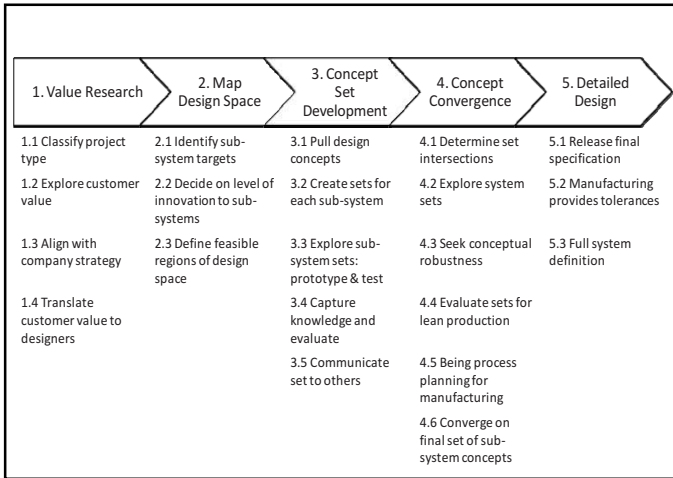 1. Value Research
2. Map
Design Space
3. Concept
Set
Development
4. Concept
Convergence
5. Detailed
Design
1.1 Classify project
type
1.2 Explore customer
value
1.3 Align with
company strategy
1.4 Translate
customer value to
designers
2.1 Identify sub-
system targets
2.2 Decide on level of
innovation to sub-
systems
2.3 Define feasible
regions of design
space
3.1 Pull design
concepts
3.2 Create sets for
each sub-system
3.3 Explore sub-
system sets:
prototype & test
3.4 Capture
knowledge and
evaluate
3.5 Communicate
set to others
4.1 Determine set
intersections
4.2 Explore system
sets
4.3 Seek conceptual
robustness
4.4 Evaluate sets for
lean production
4.5 Being process
planning for
manufacturing
4.6 Converge on
final set of sub-
system concepts
5.1 Release final
specification
5.2 Manufacturing
provides tolerances
5.3 Full system
definition